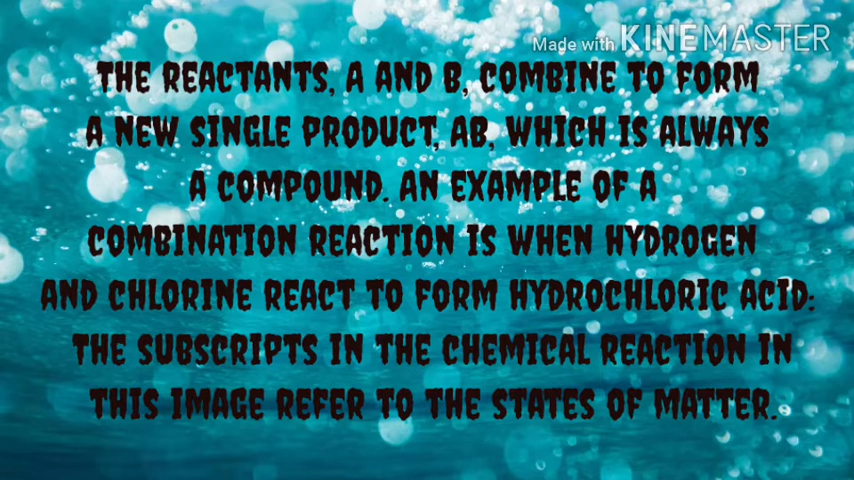 Made with KINEMASTER
THE REACTANTS, A AND B, COMBINE TO FORM
A NEW SINGLE PRODUCT, AB, WHICH IS ALWAYS
A COMPOUND. AN EXAMPLE OF A
COMBINATION REACTION IS WHEN HYDROGEN
AND CHLORINE REACT TO FORM HYDROCHLORIC ACID:
THE SUBSCRIPTS IN THE CHEMICAL REACTION IN
THIS IMAGE REFER TO THE STATES OF MATTER.